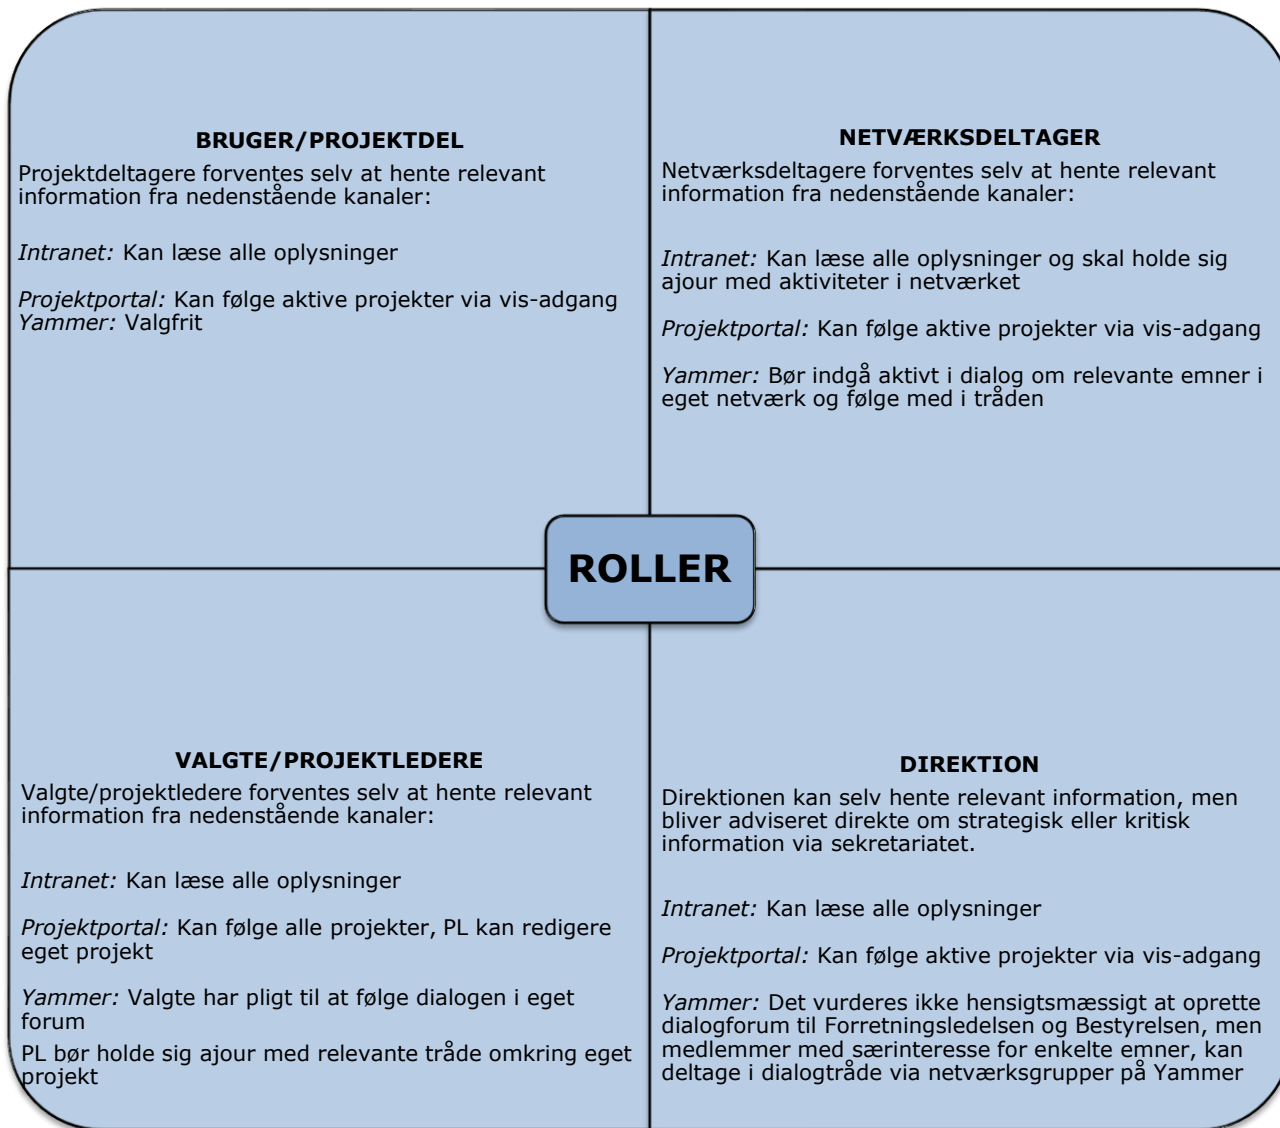 BRUGER/PROJEKTDEL
Projektdeltagere forventes selv at hente relevant
information fra nedenstående kanaler:
Intranet: Kan læse alle oplysninger
Projektportal: Kan følge aktive projekter via vis-adgang
Yammer: Valgfrit
NETVÆRKSDELTAGER
Netværksdeltagere forventes selv at hente relevant
information fra nedenstående kanaler:
Intranet: Kan læse alle oplysninger og skal holde sig
ajour med aktiviteter i netværket
Projektportal: Kan følge aktive projekter via vis-adgang
Yammer: Bør indgå aktivt i dialog om relevante emner i
eget netværk og følge med i tråden
ROLLER
VALGTE/PROJEKTLEDERE
Valgte/projektledere forventes selv at hente relevant
information fra nedenstående kanaler:
Intranet: Kan læse alle oplysninger
Projektportal: Kan følge alle projekter, PL kan redigere
eget projekt
Yammer: Valgte har pligt til at følge dialogen i eget
forum
PL bør holde sig ajour med relevante tråde omkring eget
projekt
DIREKTION
Direktionen kan selv hente relevant information, men
bliver adviseret direkte om strategisk eller kritisk
information via sekretariatet.
Intranet: Kan læse alle oplysninger
Projektportal: Kan følge aktive projekter via vis-adgang
Yammer: Det vurderes ikke hensigtsmæssigt at oprette
dialogforum til Forretningsledelsen og Bestyrelsen, men
medlemmer med særinteresse for enkelte emner, kan
deltage i dialogtråde via netværksgrupper på Yammer